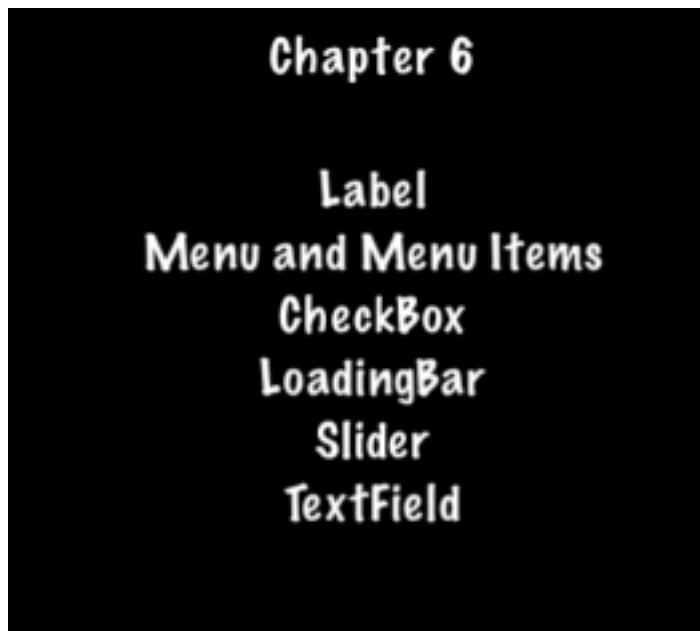 Chapter 6
Label
Menu and Menu Items
CheckBox
LoadingBar
Slider
TextField